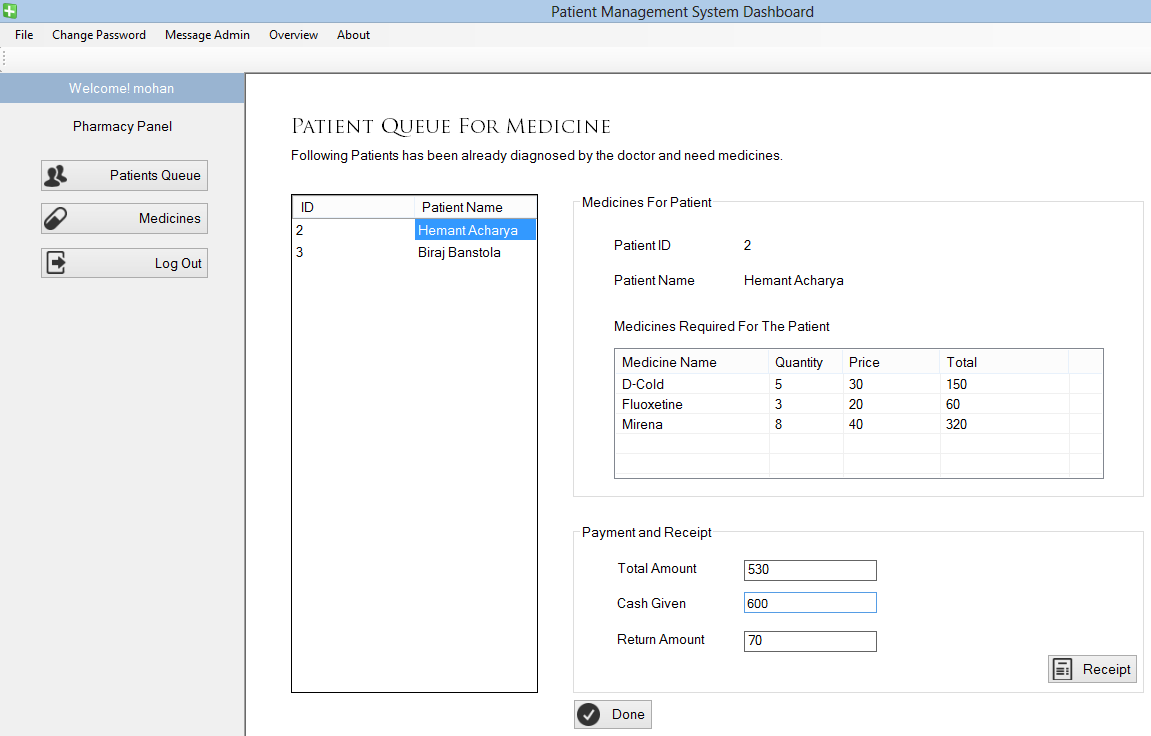 Patient Management System Dashboard
File Change Password Message Admin Overview About
Welcome! mohan
Pharmacy Panel
Patients Queue
Medicines
Log Out
Patient Queue For Medicine
Following Patients has been already diagnosed by the doctor and need medicines.
ID Patient Name
2 Hemant Acharya
3 Biraj Banstola
Medicines For Patient
Patient ID 2
Patient Name Hemant Acharya
Medicines Required For The Patient
Medicine Name Quantity Price Total
D-Cold 5 30 150
Fluoxetine 3 20 60
Mirena 8 40 320
Payment and Receipt
Total Amount 530
Cash Given 600
Return Amount 70
Receipt
Done